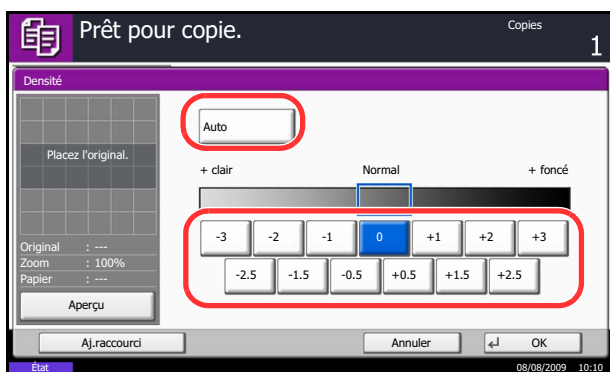 Prêt pour copie.
Copies
1
Densité
Placez l'original.
Auto
+ clair Normal + foncé
-3 -2 -1 0 +1 +2 +3
-2.5 -1.5 -0.5 +0.5 +1.5 +2.5
Original : ---
Zoom : 100%
Papier : ---
Aperçu
Aj.raccourci Annuler OK
État 08/08/2009 10:10